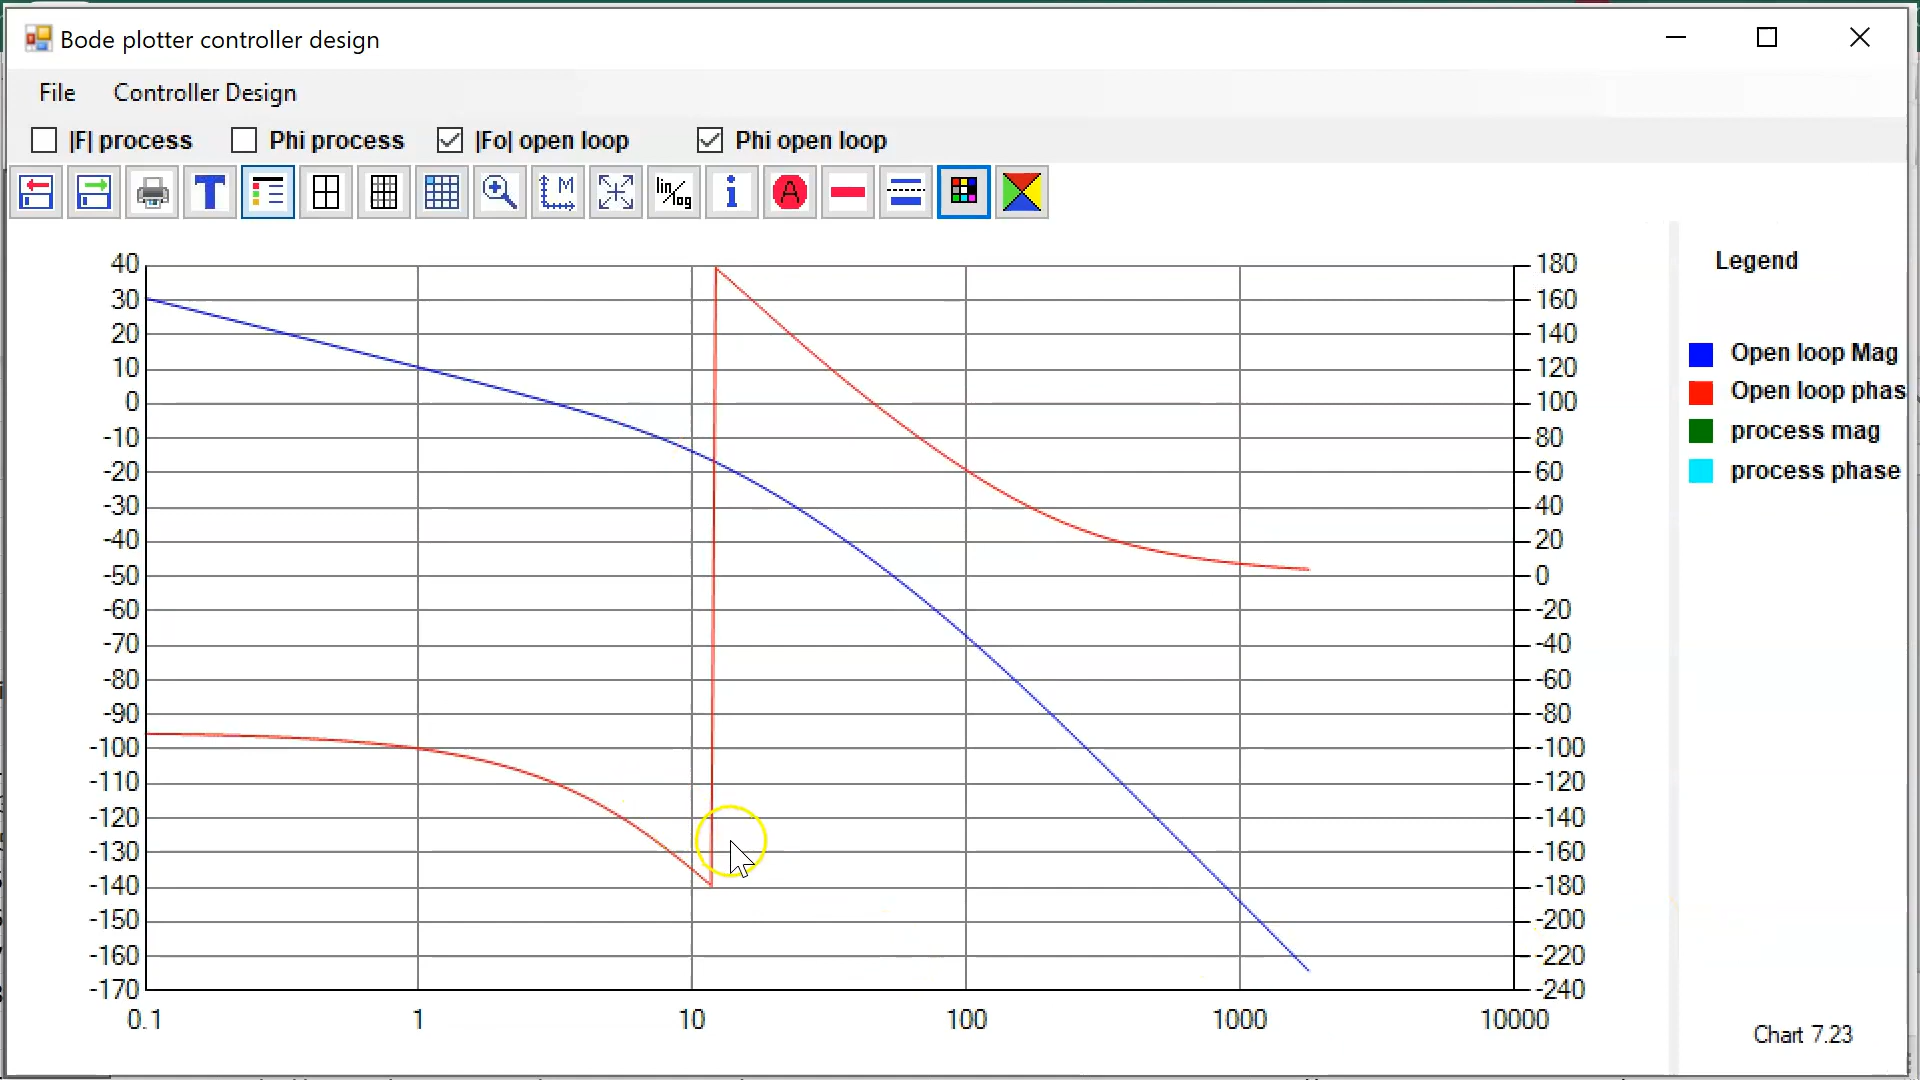 Bode plotter controller design
File Controller Design
|F| process Phi process |Fo| open loop Phi open loop
T M lin/log i A
40 180 Legend
30 160
20 140 Open loop Mag
10 120 Open loop phas
0 100 process mag
-10 80 process phase
-20 60
-30 40
-40 20
-50 0
-60 -20
-70 -40
-80 -60
-90 -80
-100 -100
-110 -120
-120 -140
-130 -160
-140 -180
-150 -200
-160 -220
-170 -240
0.1 1 10 100 1000 10000
Chart 7.23